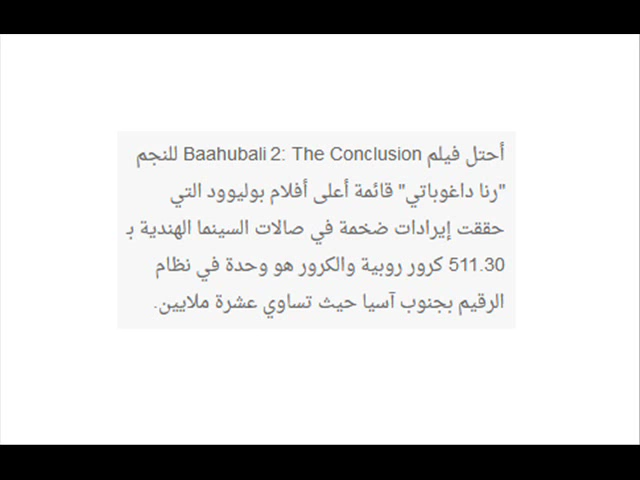 أحتل فيلم Baahubali 2: The Conclusion للنجم
"رنا داغوباتي" قائمة أعلى أفلام بوليوود التي
حققت إيرادات ضخمة في صالات السينما الهندية بـ
511.30 كرور روبية والكرور هو وحدة في نظام
الرقيم بجنوب آسيا حيث تساوي عشرة ملايين.